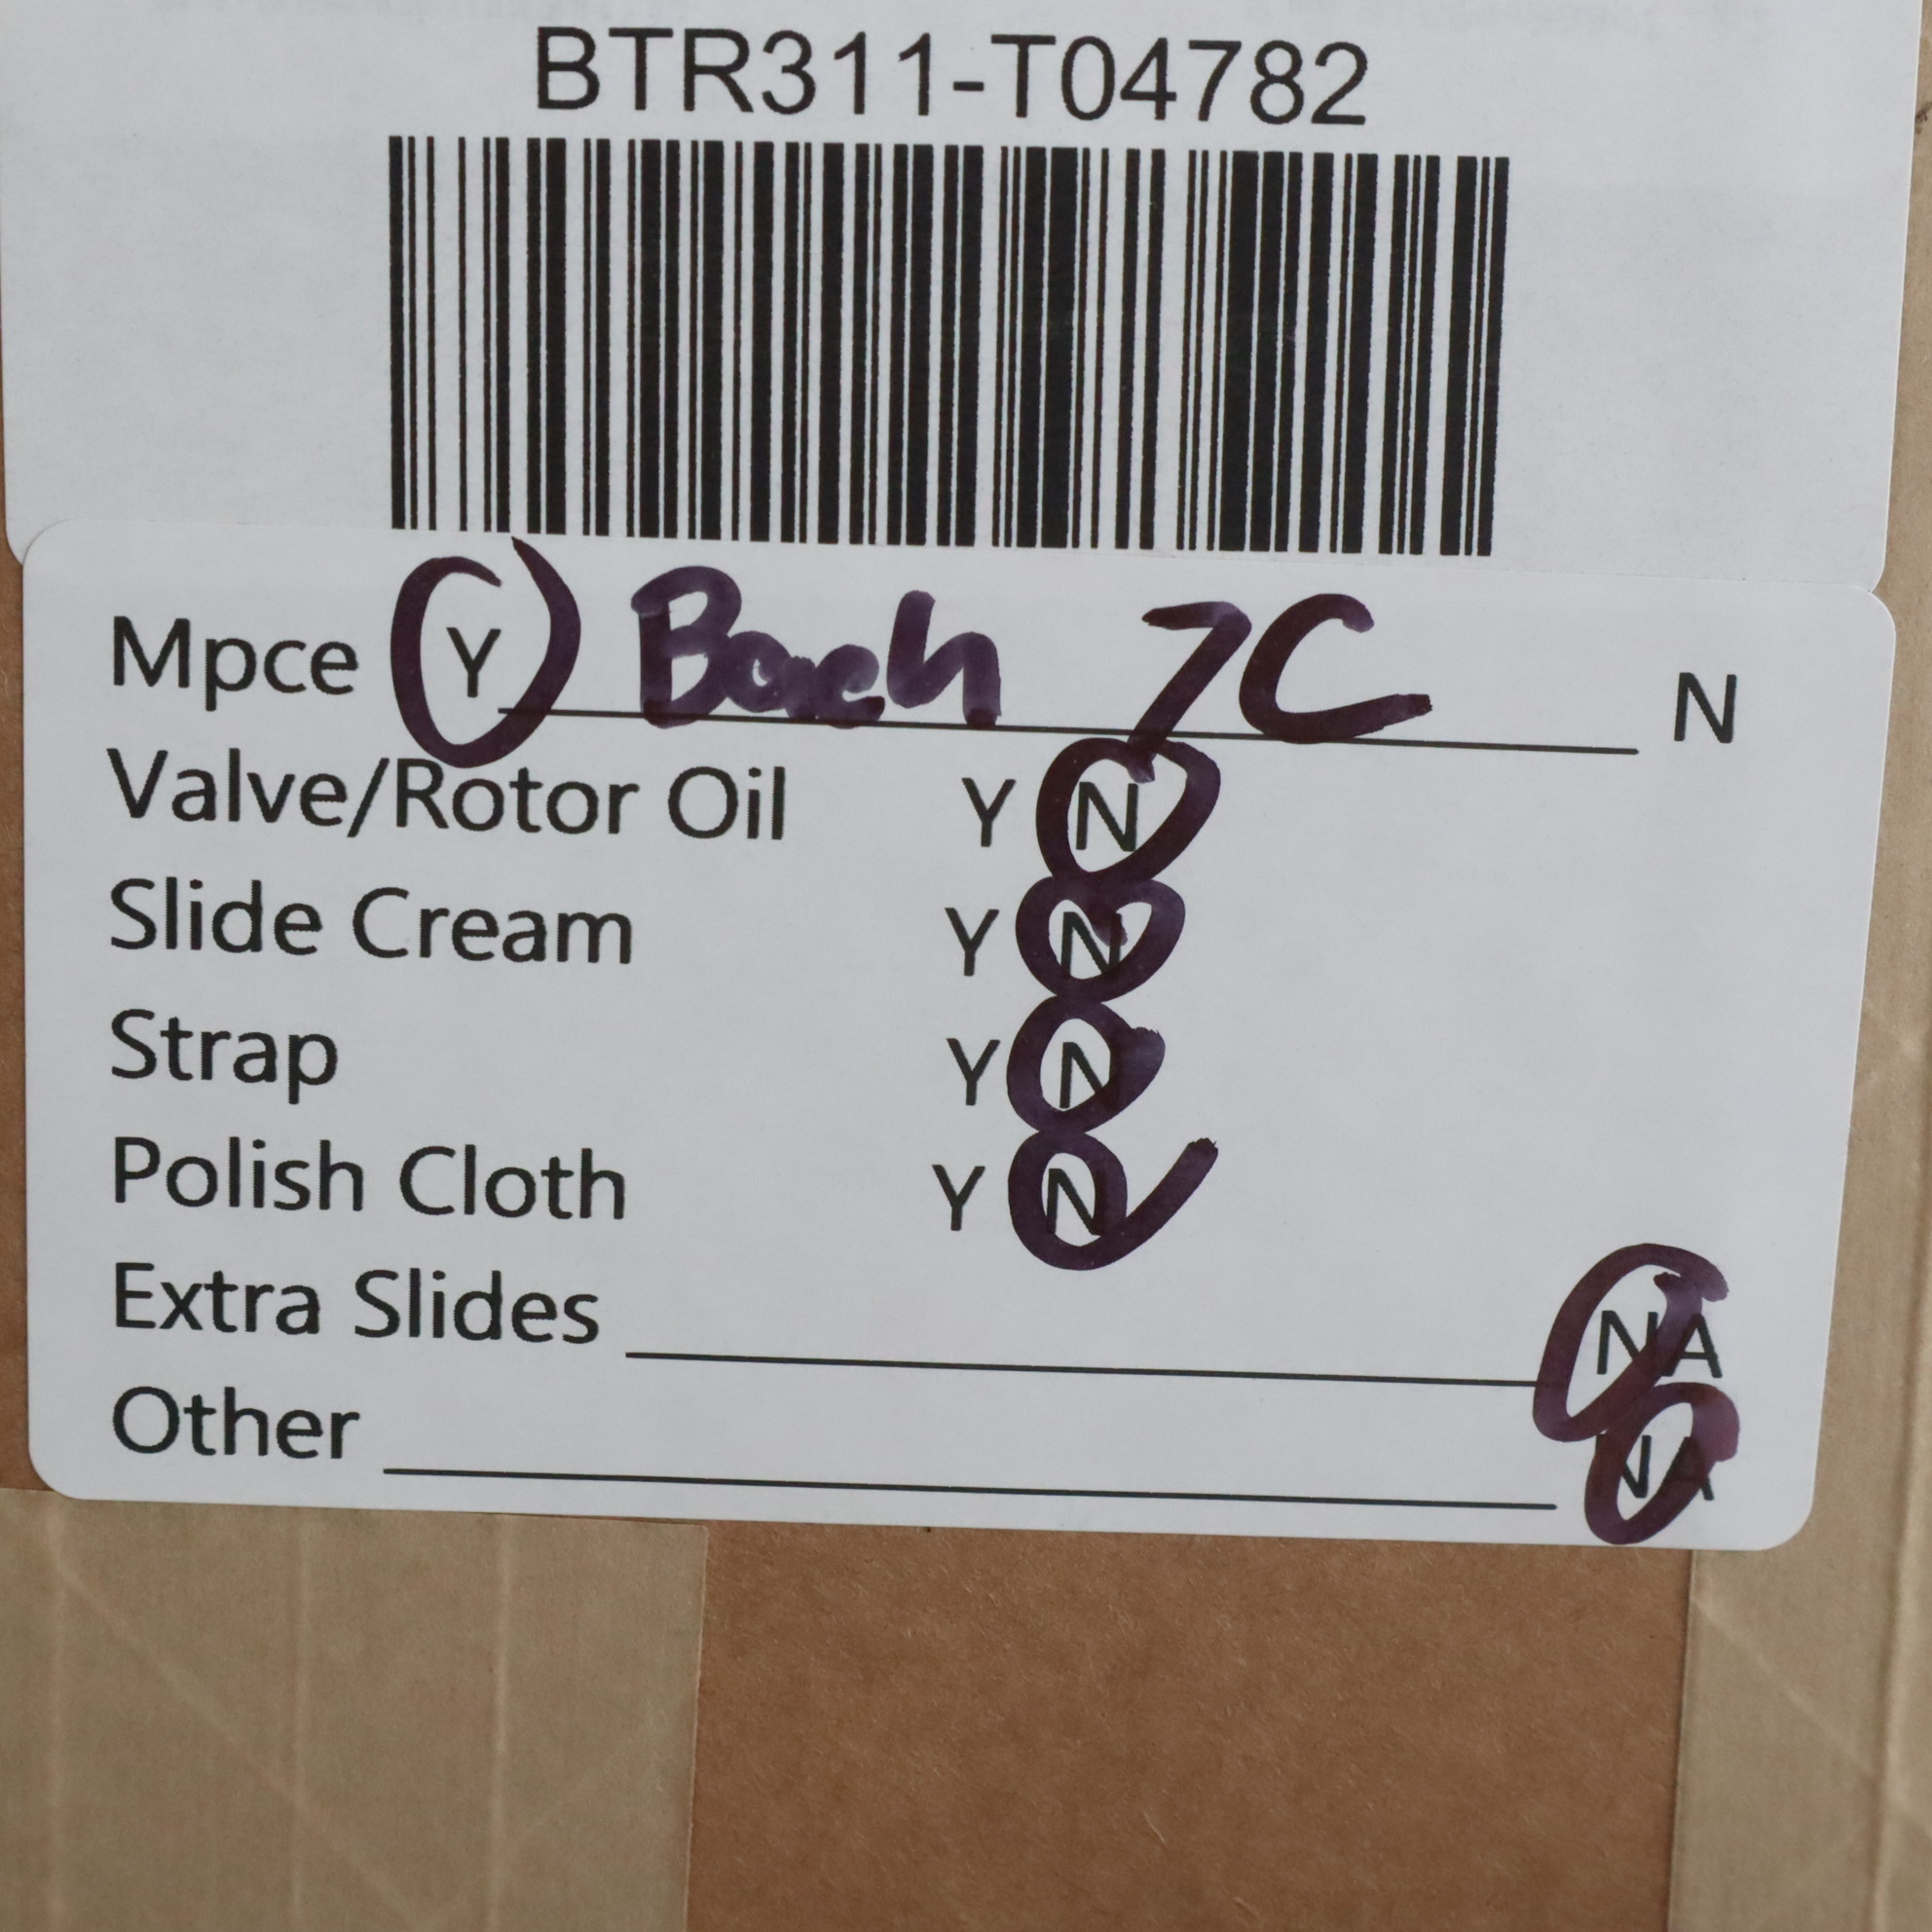 BTR311-T04782
Mpce Y Bach 7C N
Valve/Rotor Oil Y N
Slide Cream Y N
Strap Y N
Polish Cloth Y N
Extra Slides NA
Other NA